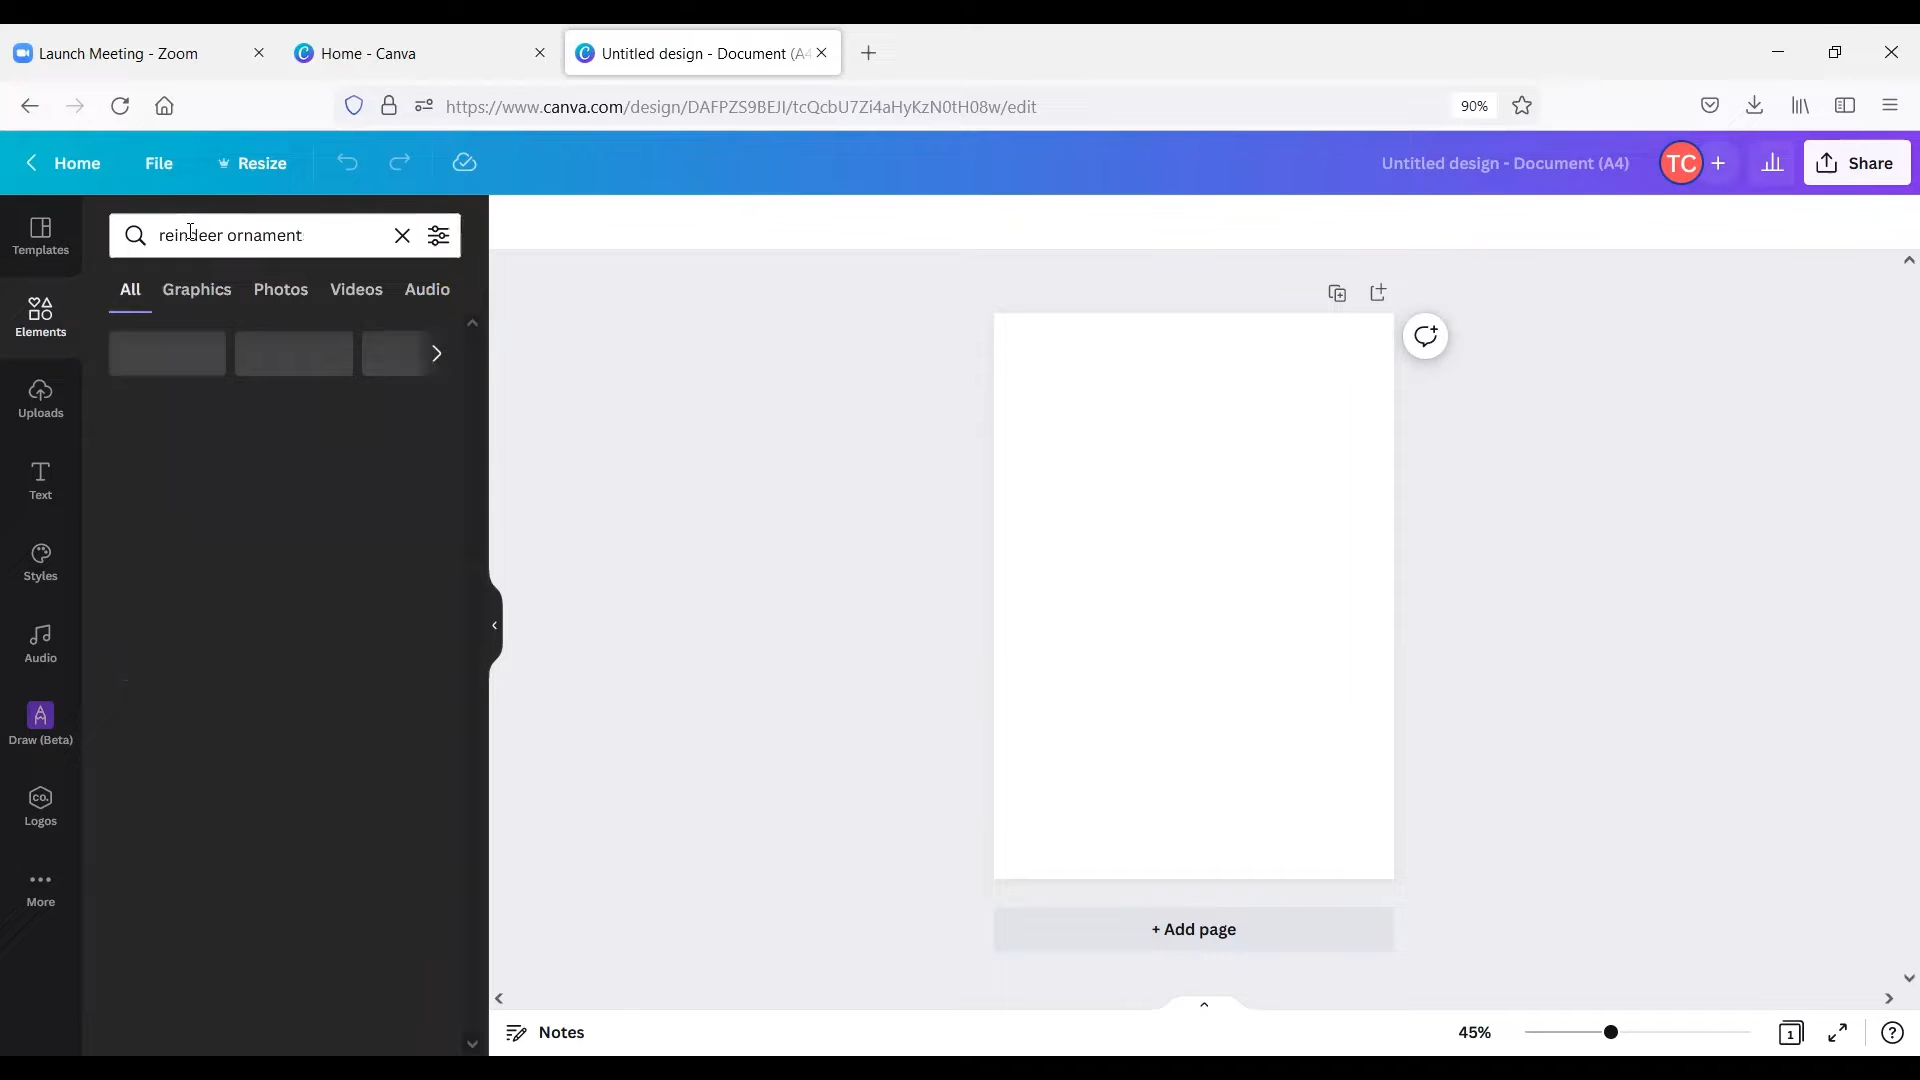 Launch Meeting - Zoom
Home - Canva
Untitled design - Document (A4
https://www.canva.com/design/DAFPZS9BEJI/tcQcbU7Zi4aHyKzN0tH08w/edit
90%
Home
File
Resize
Untitled design - Document (A4)
TC
Share
Templates
Elements
Uploads
Text
Styles
Audio
Draw (Beta)
CO.
Logos
More
reindeer ornament
All
Graphics
Photos
Videos
Audio
+ Add page
Notes
45%
1